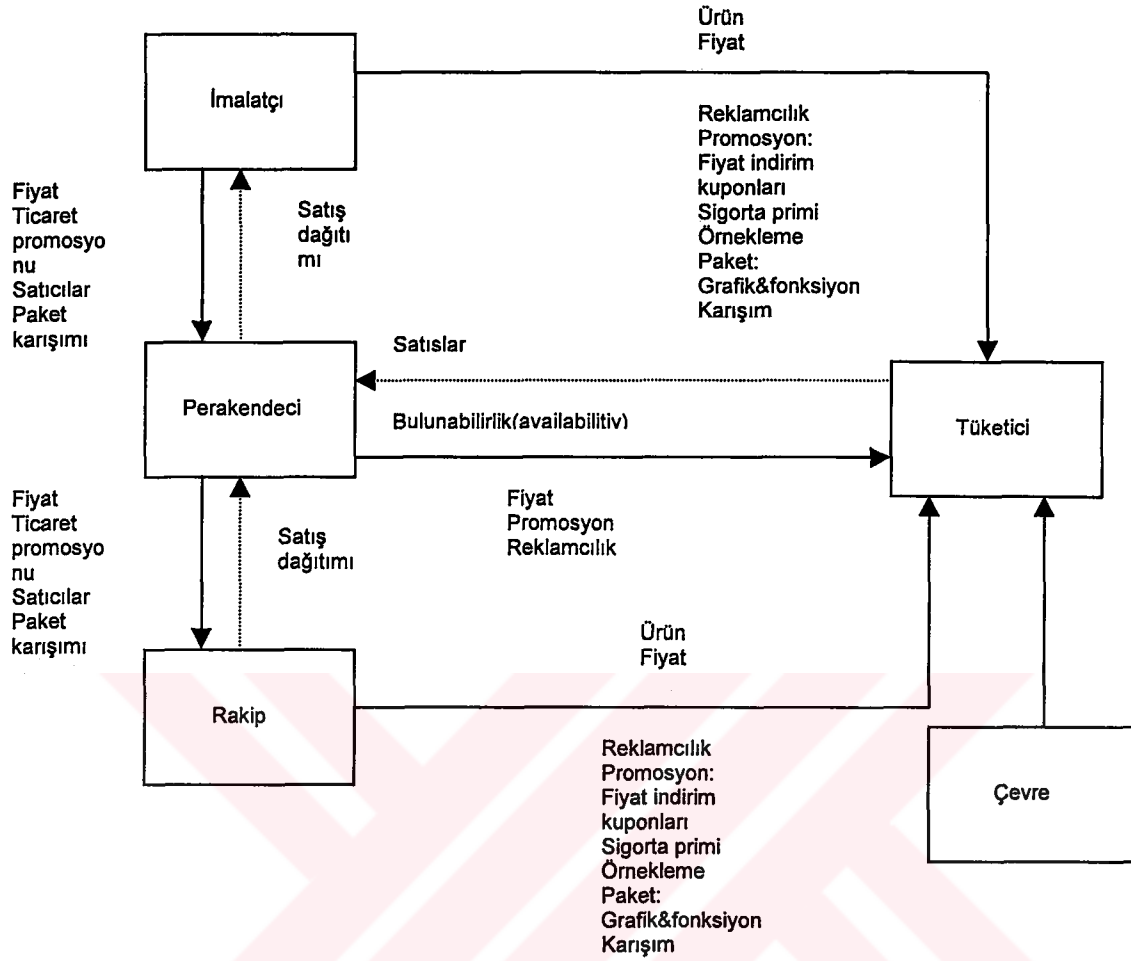 Ürün
Fiyat
İmalatçı
Reklamcılık
Promosyon:
Fiyat indirim
kuponları
Sigorta primi
Örnekleme
Paket:
Grafik&fonksiyon
Karışım
Fiyat
Ticaret
promosyo
nu
Satıcılar
Paket
karışımı
Satış
dağıtı
mı
Satıslar
Perakendeci
Bulunabilirlik(availabilitiv)
Tüketici
Fiyat
Promosyon
Reklamcılık
Fiyat
Ticaret
promosyo
nu
Satıcılar
Paket
karışımı
Satış
dağıtımı
Ürün
Fiyat
Rakip
Reklamcılık
Promosyon:
Fiyat indirim
kuponları
Sigorta primi
Örnekleme
Paket:
Grafik&fonksiyon
Karışım
Çevre